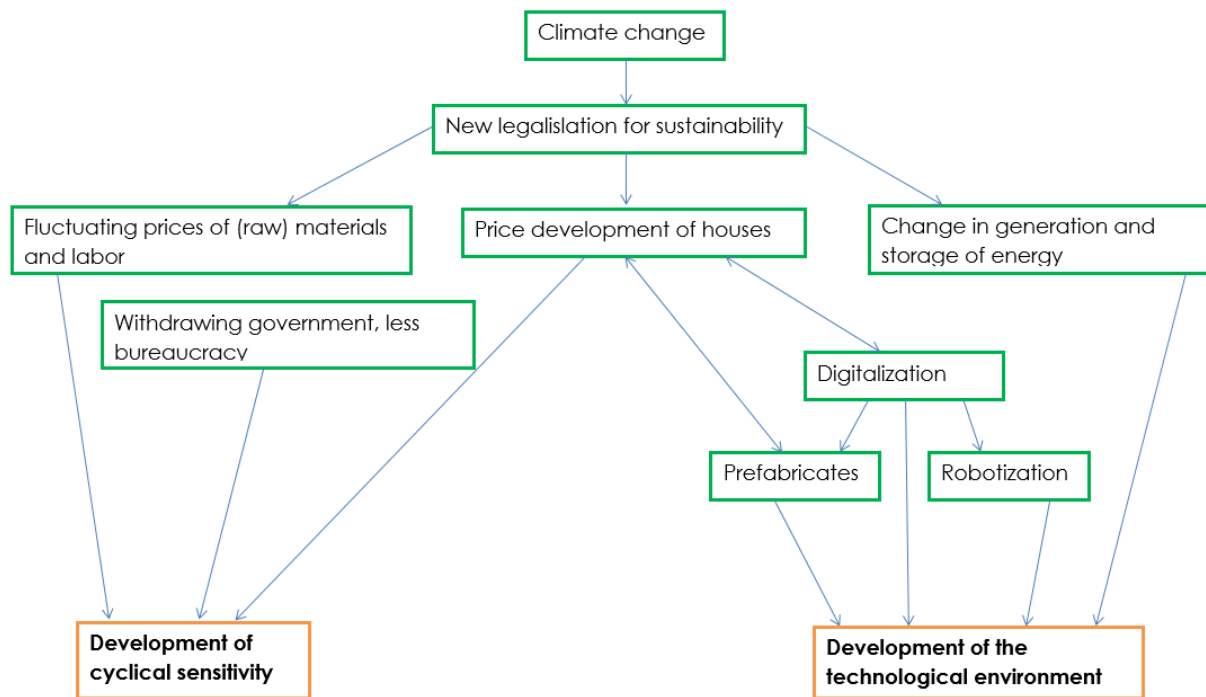 Climate change
New legalislation for sustainability
Fluctuating prices of (raw) materials
and labor
Price development of houses
Change in generation and
storage of energy
Withdrawing government, less
bureaucracy
Digitalization
Prefabricates
Robotization
Development of
cyclical sensitivity
Development of the
technological environment